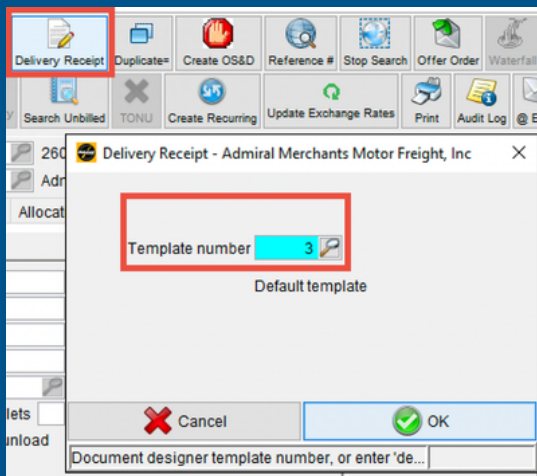 Delivery Receipt Duplicate= Create OS&D Reference # Stop Search Offer Order Waterfall
Search Unbilled TONU Create Recurring Update Exchange Rates Print Audit Log @ E
260
Delivery Receipt - Admiral Merchants Motor Freight, Inc
Adr
Allocat
Template number 3
Default template
lets
Cancel OK
unload
Document designer template number, or enter 'de...